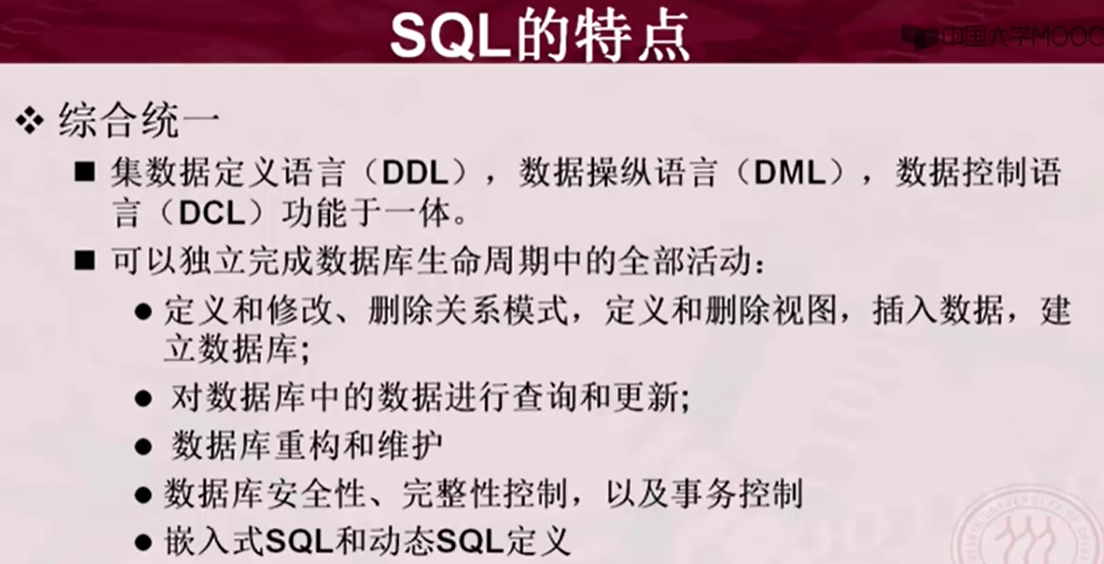 SQL的特点
中国大学MOOC
综合统一
集数据定义语言（DDL），数据操纵语言（DML），数据控制语
言（DCL）功能于一体。
可以独立完成数据库生命周期中的全部活动：
定义和修改、删除关系模式，定义和删除视图，插入数据，建
立数据库;
对数据库中的数据进行查询和更新;
数据库重构和维护
数据库安全性、完整性控制，以及事务控制
嵌入式SQL和动态SQL定义